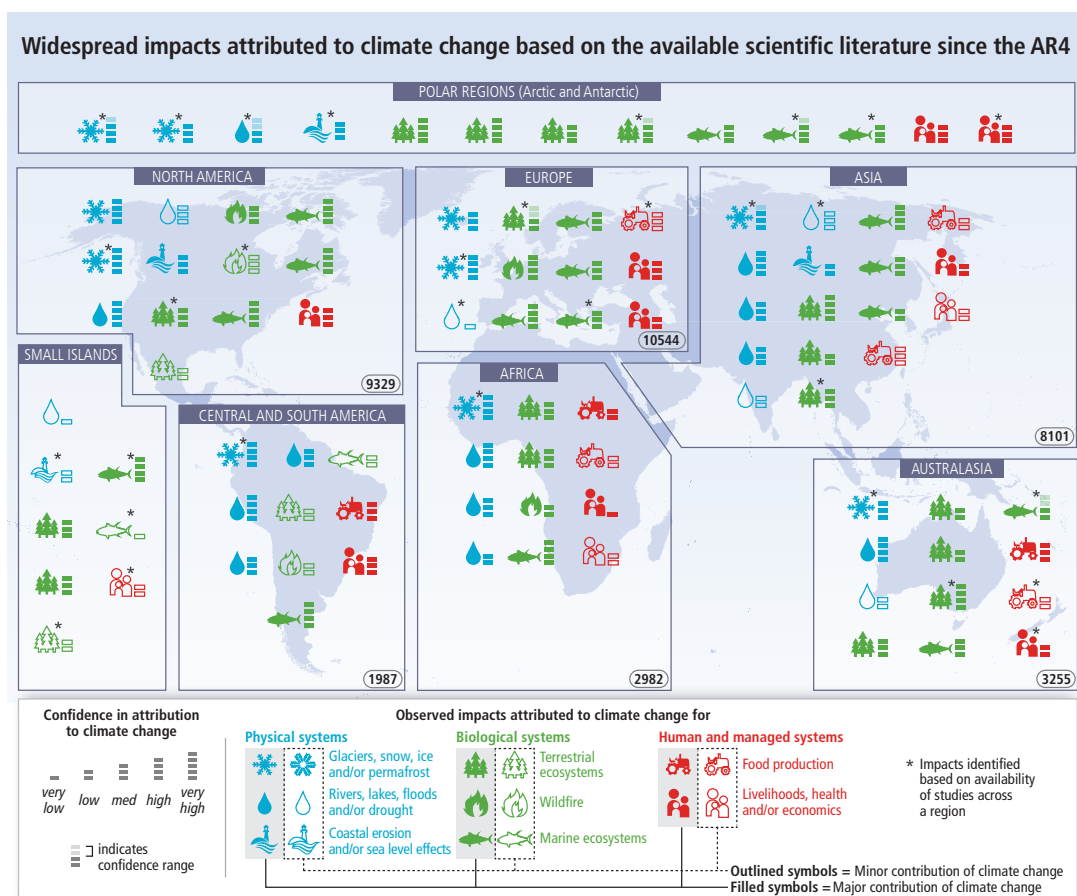 Widespread impacts attributed to climate change based on the available scientific literature since the AR4
POLAR REGIONS (Arctic and Antarctic)
NORTH AMERICA
9329
EUROPE
10544
ASIA
8101
SMALL ISLANDS
CENTRAL AND SOUTH AMERICA
1987
AFRICA
2982
AUSTRALASIA
3255
Confidence in attribution
to climate change
very
low
low
med
high
very
high
indicates
confidence range
Observed impacts attributed to climate change for
Physical systems
Glaciers, snow, ice
and/or permafrost
Rivers, lakes, floods
and/or drought
Coastal erosion
and/or sea level effects
Biological systems
Terrestrial
ecosystems
Wildfire
Marine ecosystems
Human and managed systems
Food production
Livelihoods, health
and/or economics
* Impacts identified
based on availability
of studies across
a region
Outlined symbols = Minor contribution of climate change
Filled symbols = Major contribution of climate change